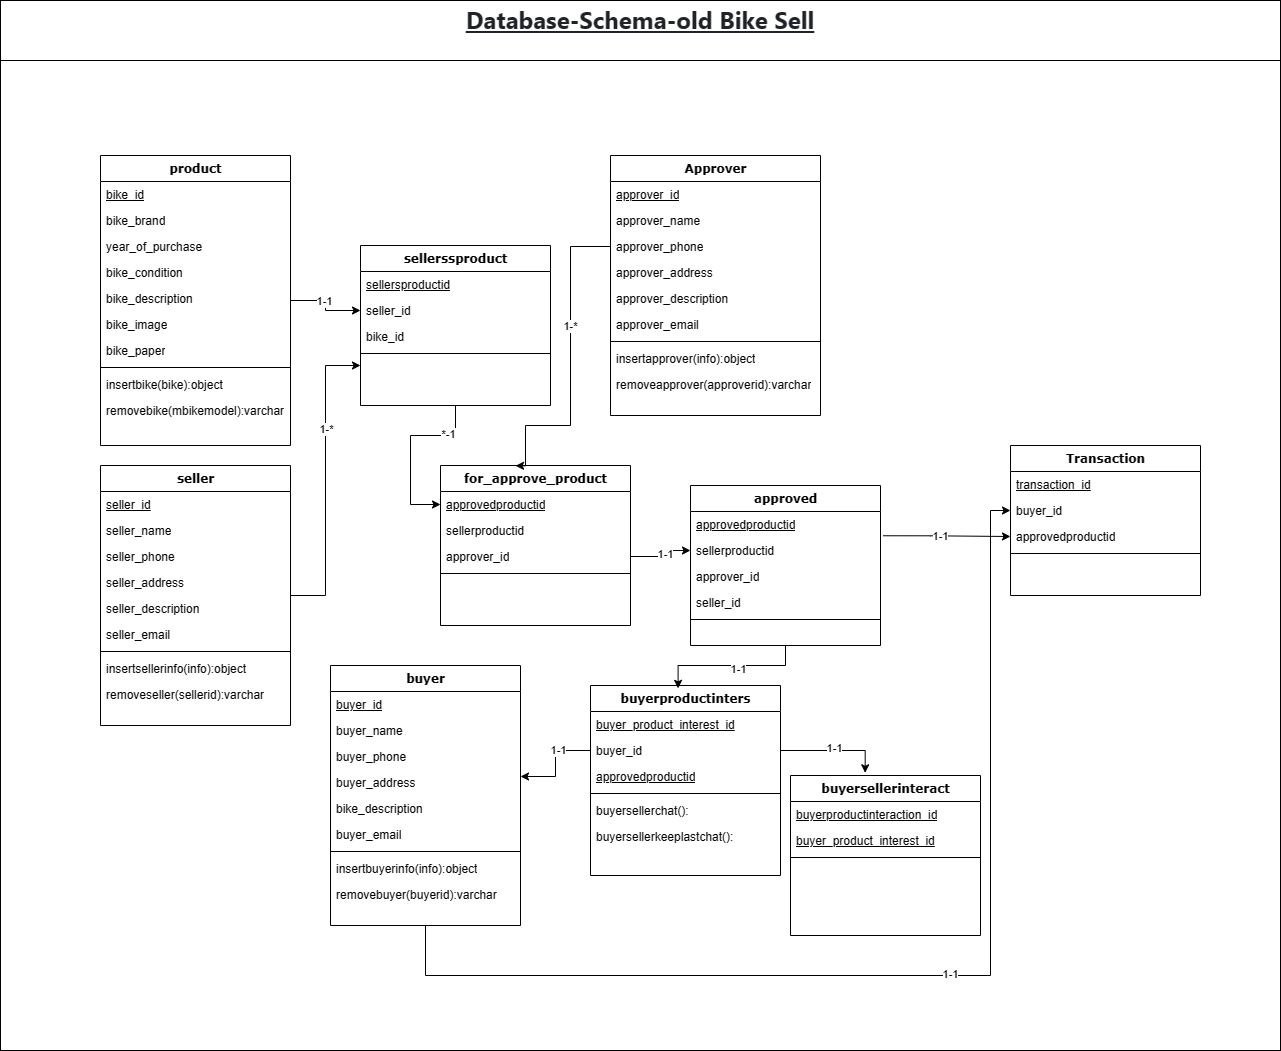 Database-Schema-old Bike Sell
product
bike_id
bike_brand
year_of_purchase
bike_condition
bike_description
bike_image
bike_paper
insertbike(bike):object
removebike(mbikemodel):varchar
sellerssproduct
sellersproductid
seller_id
bike_id
Approver
approver_id
approver_name
approver_phone
approver_address
approver_description
approver_email
insertapprover(info):object
removeapprover(approverid):varchar
1-1
1-*
1-*
*-1
seller
seller_id
seller_name
seller_phone
seller_address
seller_description
seller_email
insertsellerinfo(info):object
removeseller(sellerid):varchar
for_approve_product
approvedproductid
sellerproductid
approver_id
1-1
approved
approvedproductid
sellerproductid
approver_id
seller_id
1-1
Transaction
transaction_id
buyer_id
approvedproductid
1-1
buyer
buyer_id
buyer_name
buyer_phone
buyer_address
bike_description
buyer_email
insertbuyerinfo(info):object
removebuyer(buyerid):varchar
1-1
buyerproductinters
buyer_product_interest_id
buyer_id
approvedproductid
buyersellerchat():
buyersellerkeeplastchat():
1-1
buyersellerinteract
buyerproductinteraction_id
buyer_product_interest_id
1-1